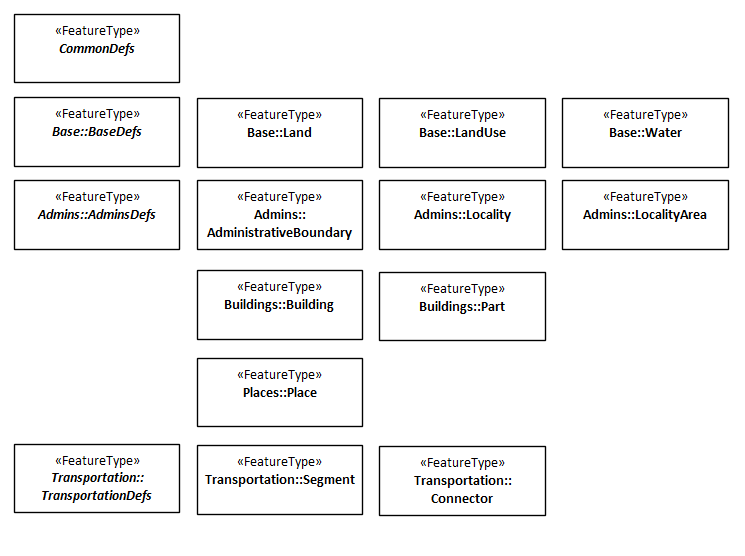 «FeatureType»
CommonDefs
«FeatureType»
Base::BaseDefs
«FeatureType»
Base::Land
«FeatureType»
Base::LandUse
«FeatureType»
Base::Water
«FeatureType»
Admins::AdminsDefs
«FeatureType»
Admins::
AdministrativeBoundary
«FeatureType»
Admins::Locality
«FeatureType»
Admins::LocalityArea
«FeatureType»
Buildings::Building
«FeatureType»
Buildings::Part
«FeatureType»
Places::Place
«FeatureType»
Transportation::
TransportationDefs
«FeatureType»
Transportation::Segment
«FeatureType»
Transportation::
Connector